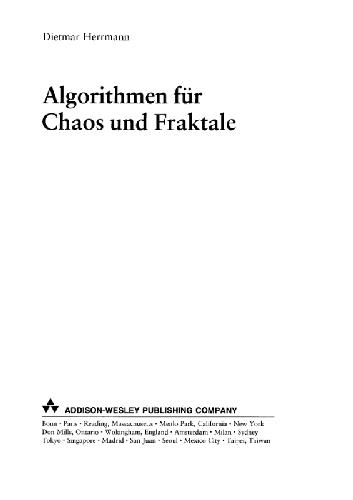 Dietmar Herrmann
Algorithmen für
Chaos und Fraktale
ADDISON-WESLEY PUBLISHING COMPANY
Bonn · Paris · Reading, Massachusetts · Menlo Park, California · New York
Don Mills, Ontario · Wokingham, England · Amsterdam · Milan · Sydney
Tokyo · Singapore · Madrid · San Juan · Seoul · Mexico City · Taipei, Taiwan